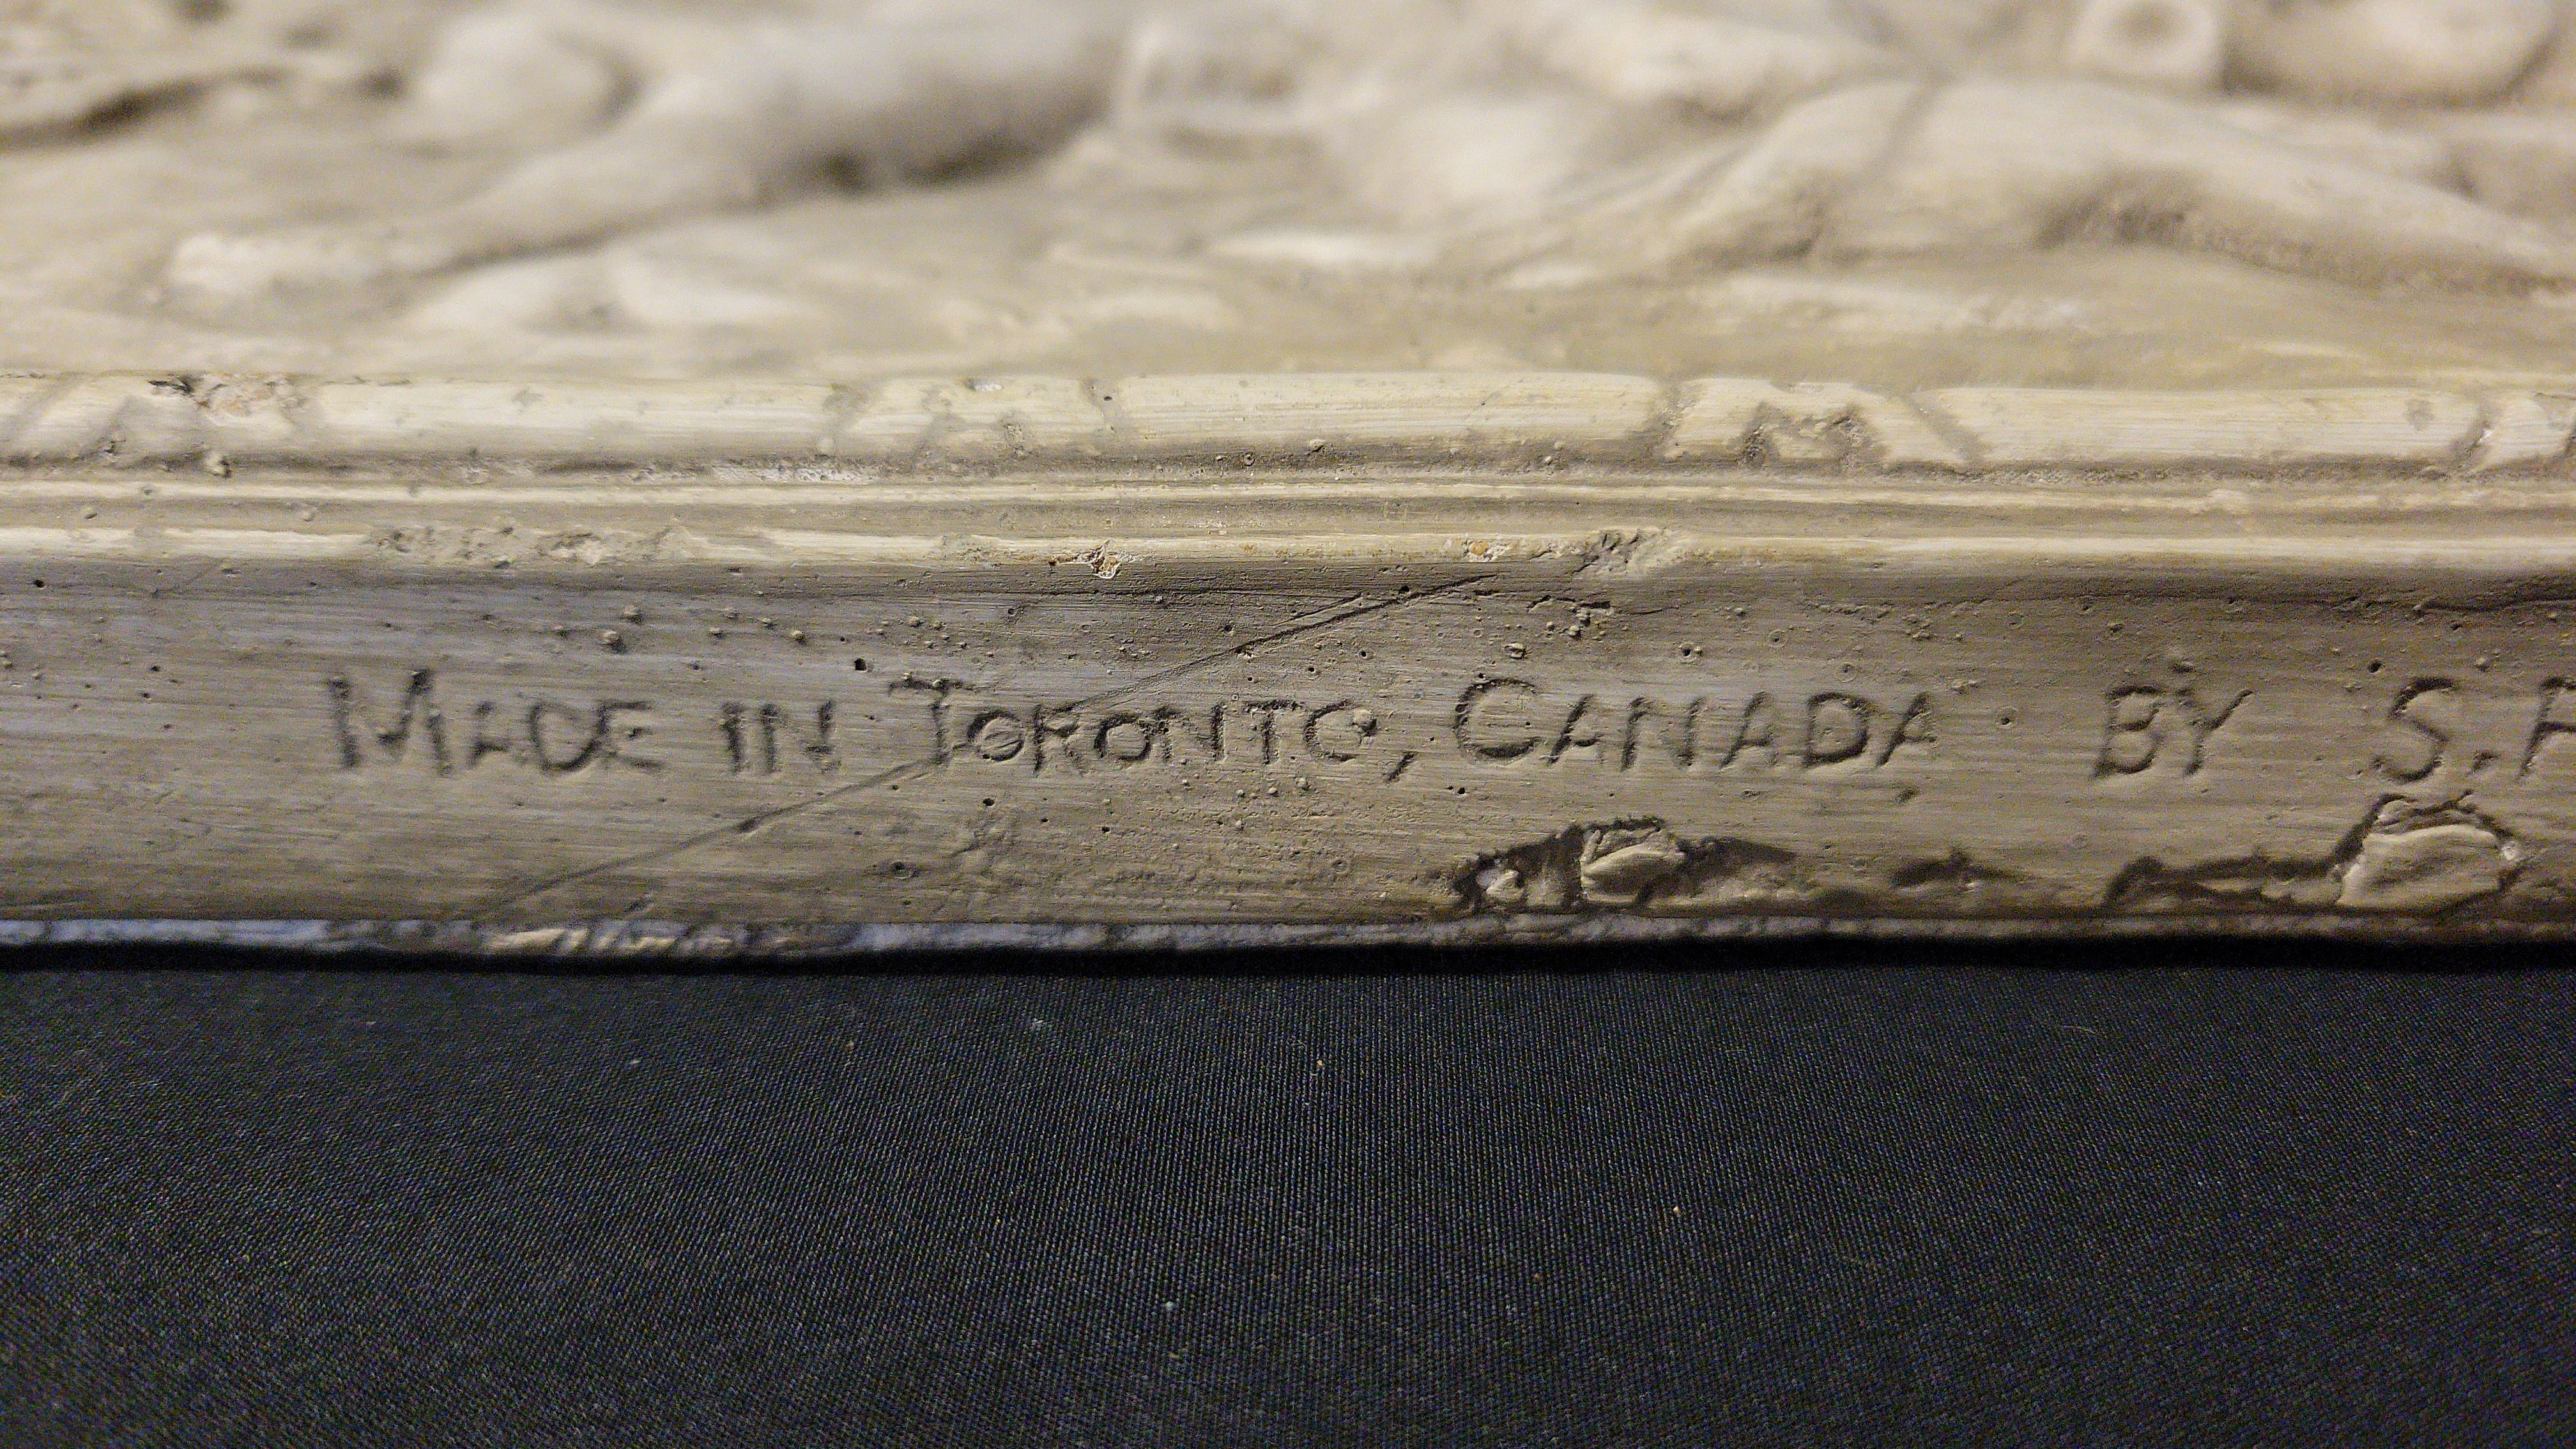 MADE IN TORONTO, CANADA BY S.